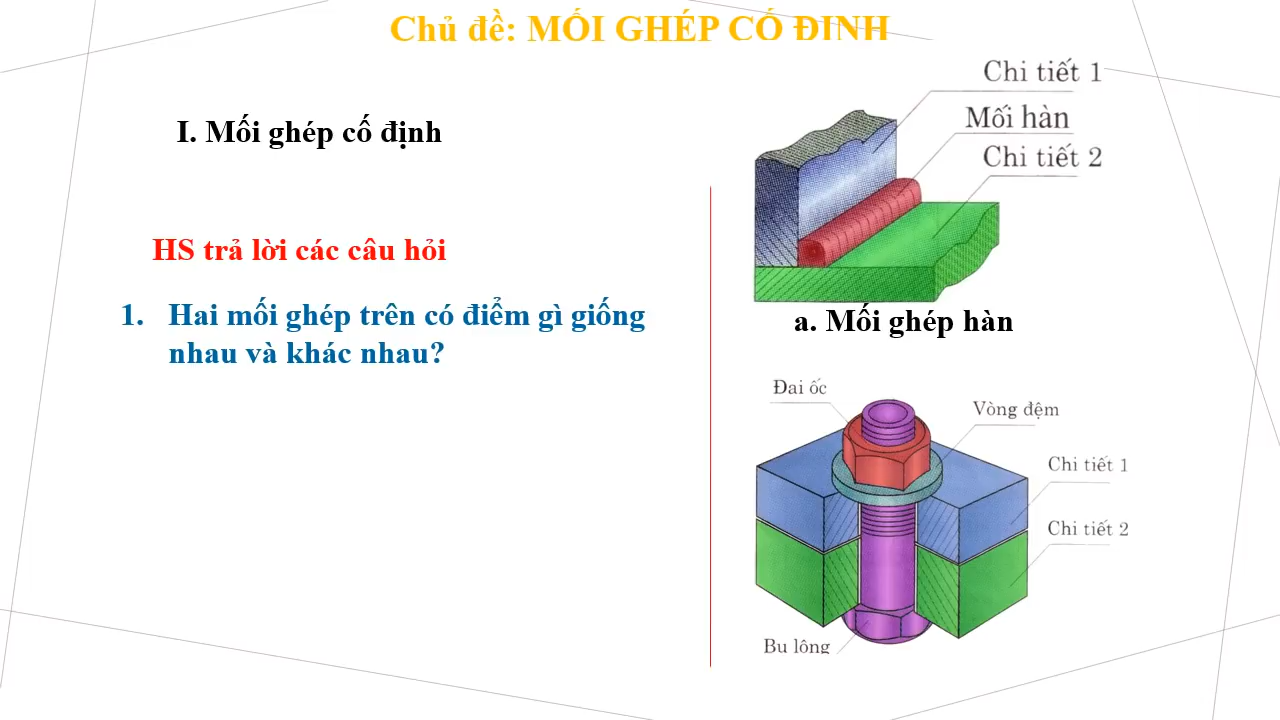 Chủ đề: MỐI GHÉP CÓ ĐỊNH
I. Mối ghép cố định
HS trả lời các câu hỏi
1. Hai mối ghép trên có điểm gì giống
nhau và khác nhau?
Chi tiết 1
Mối hàn
Chi tiết 2
a. Mối ghép hàn
Đai ốc
Vòng đệm
Chi tiết 1
Chi tiết 2
Bu lông